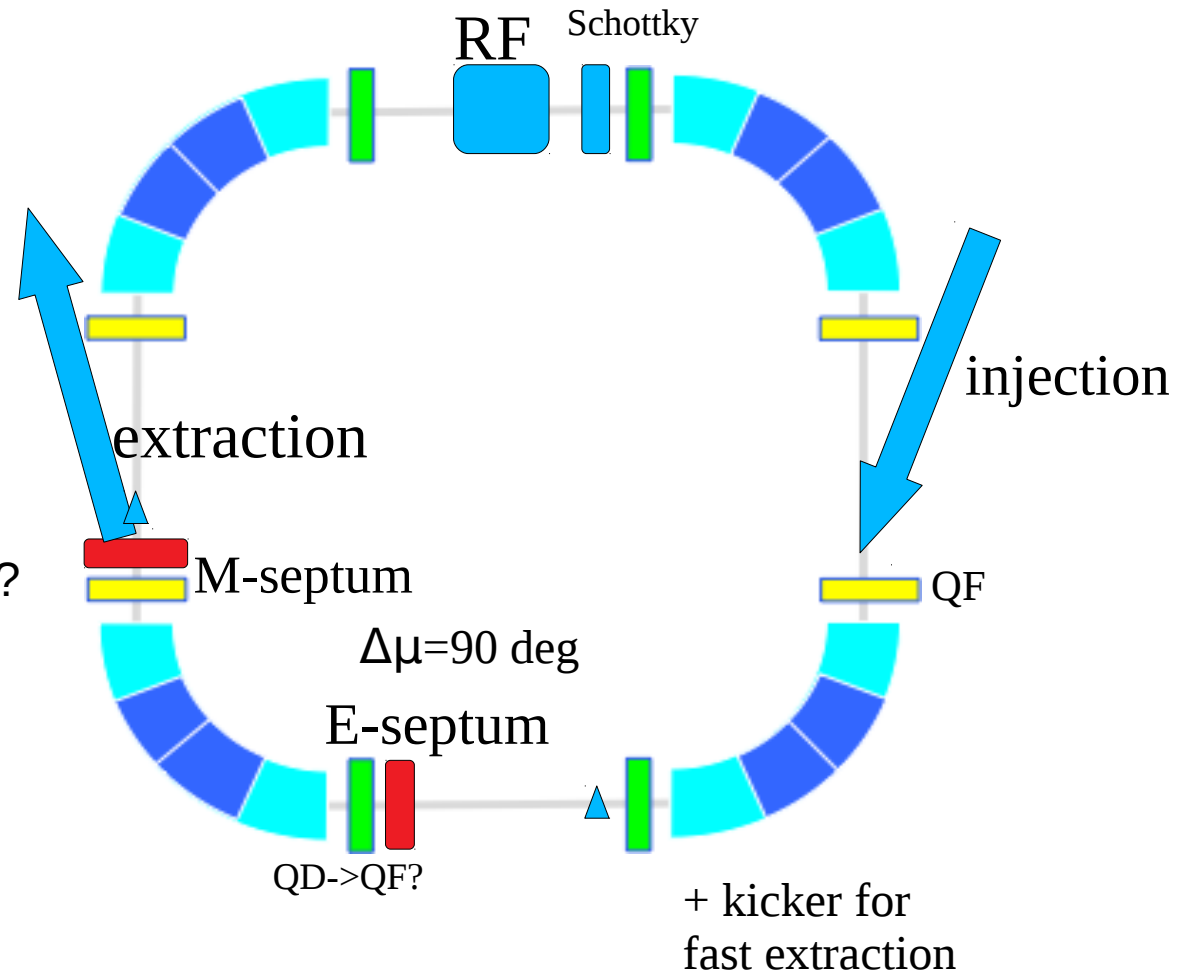 RF
Schottky
injection
extraction
?
M-septum
QF
Δμ=90 deg
E-septum
QD->QF?
+ kicker for
fast extraction